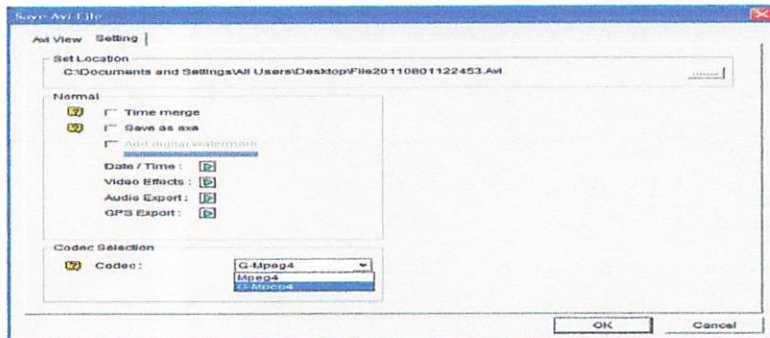 Save Avi File
Avi View Setting
Set Location
C:\Documents and Settings\All Users\Desktop\File20110801122453.Avi
.......
Normal
Time merge
Save as exe
Add digital watermark
Date / Time :
Video Effects :
Audio Export :
GPS Export :
Codec Selection
Codec :
G-Mpeg4
Mpeg4
G-Mpeg4
OK Cancel